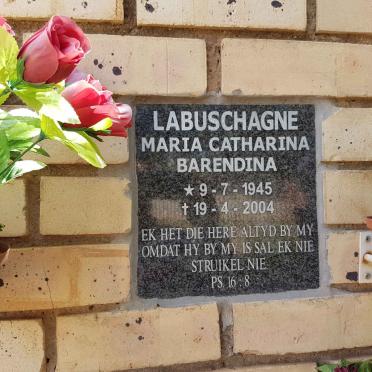 LABUSCHAGNE
MARIA CATHARINA
BARENDINA
★ 9 - 7 - 1945
✝ 19 - 4 - 2004
EK HET DIE HERE ALTYD BY MY
OMDAT HY BY MY IS SAL EK NIE
STRUIKEL NIE
PS. 16 : 8